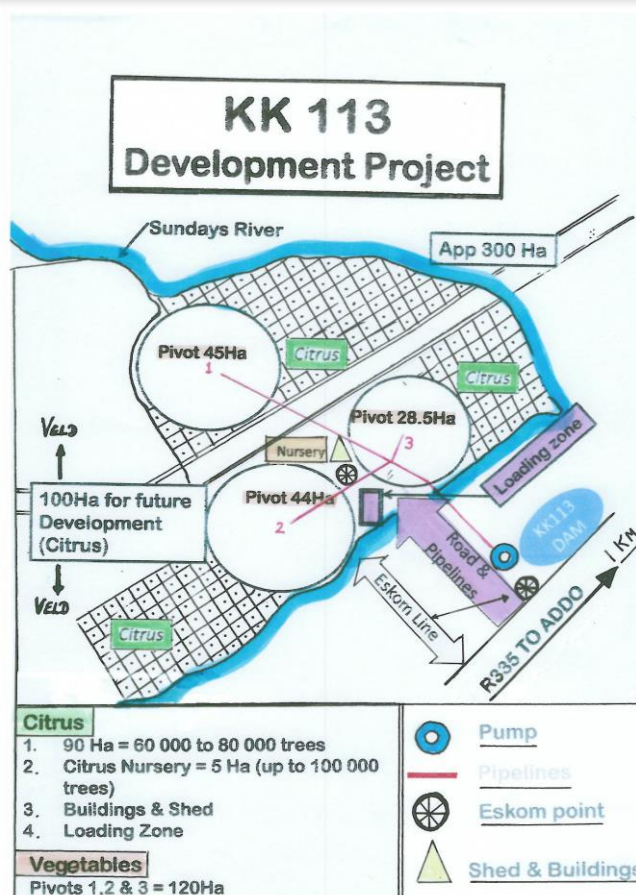 KK 113
Development Project
Sundays River
App 300 Ha
Pivot 45Ha
1
Citrus
Citrus
Pivot 28.5Ha
3
VELD
Nursery
Loading zone
100Ha for future
Development
(Citrus)
Pivot 44Ha
2
KK113
DAM
Road &
Pipelines
1 KM
VELD
Eskom Line
R335 TO ADDO
Citrus
Citrus
1. 90 Ha = 60 000 to 80 000 trees
2. Citrus Nursery = 5 Ha (up to 100 000
trees)
3. Buildings & Shed
4. Loading Zone
Vegetables
Pivots 1,2 & 3 = 120Ha
Pump
Pipelines
Eskom point
Shed & Buildings